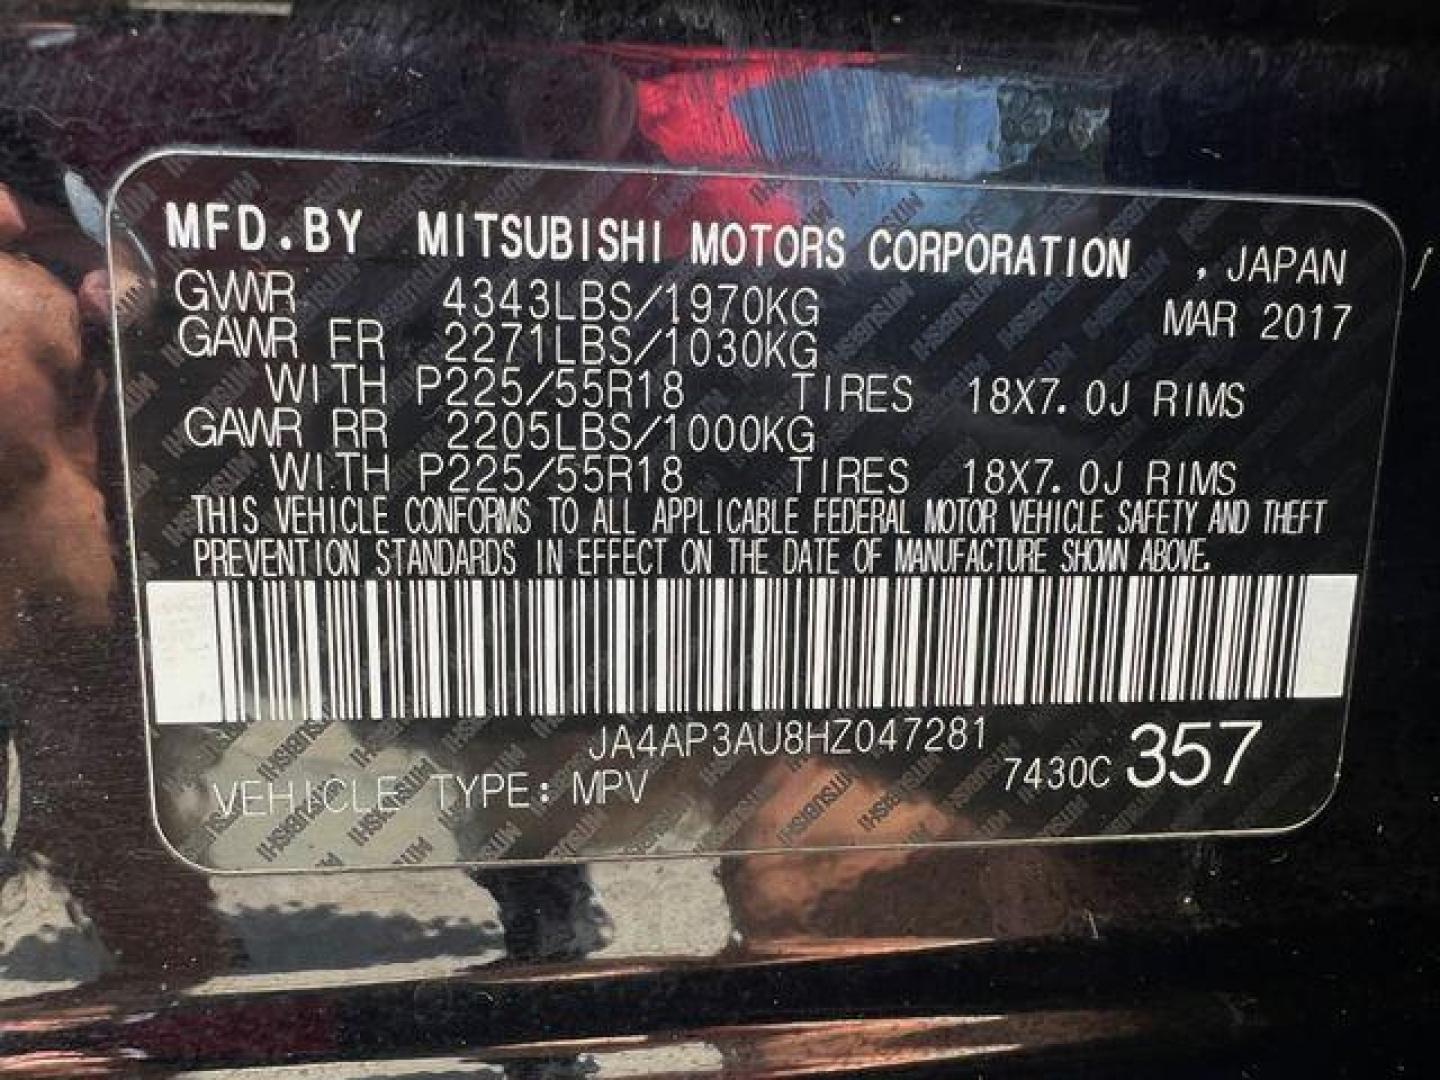 MFD.BY MITSUBISHI MOTORS CORPORATION , JAPAN
GVWR 4343LBS/1970KG MAR 2017
GAWR FR 2271LBS/1030KG
WITH P225/55R18 TIRES 18X7.0J RIMS
GAWR RR 2205LBS/1000KG
WITH P225/55R18 TIRES 18X7.0J RIMS
THIS VEHICLE CONFORMS TO ALL APPLICABLE FEDERAL MOTOR VEHICLE SAFETY AND THEFT
PREVENTION STANDARDS IN EFFECT ON THE DATE OF MANUFACTURE SHOWN ABOVE.
JA4AP3AU8HZ047281
VEHICLE TYPE: MPV 7430C 357